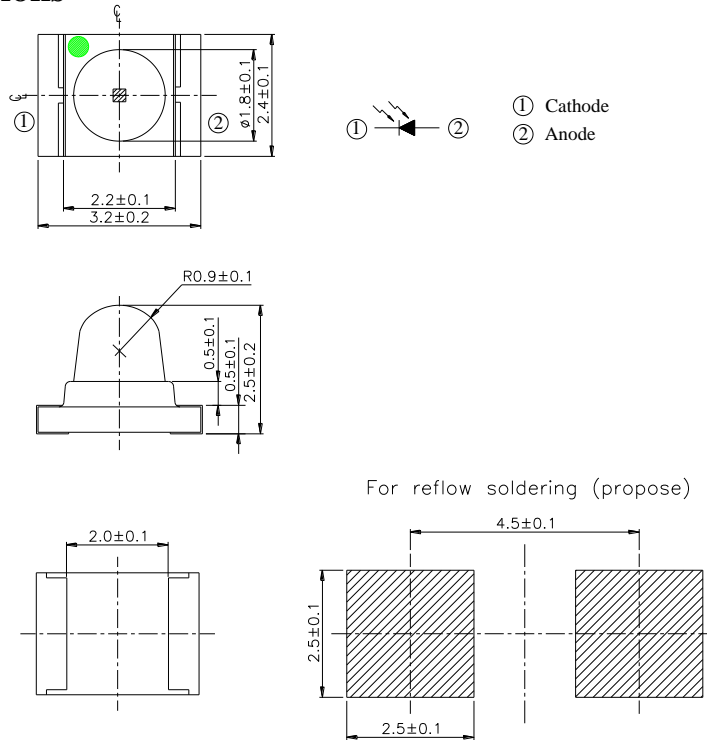 ① Cathode
② Anode
① ②
① ②
ø1.8±0.1
2.4±0.1
2.2±0.1
3.2±0.2
R0.9±0.1
0.5±0.1
0.5±0.1
2.5±0.2
For reflow soldering (propose)
2.0±0.1
4.5±0.1
2.5±0.1
2.5±0.1